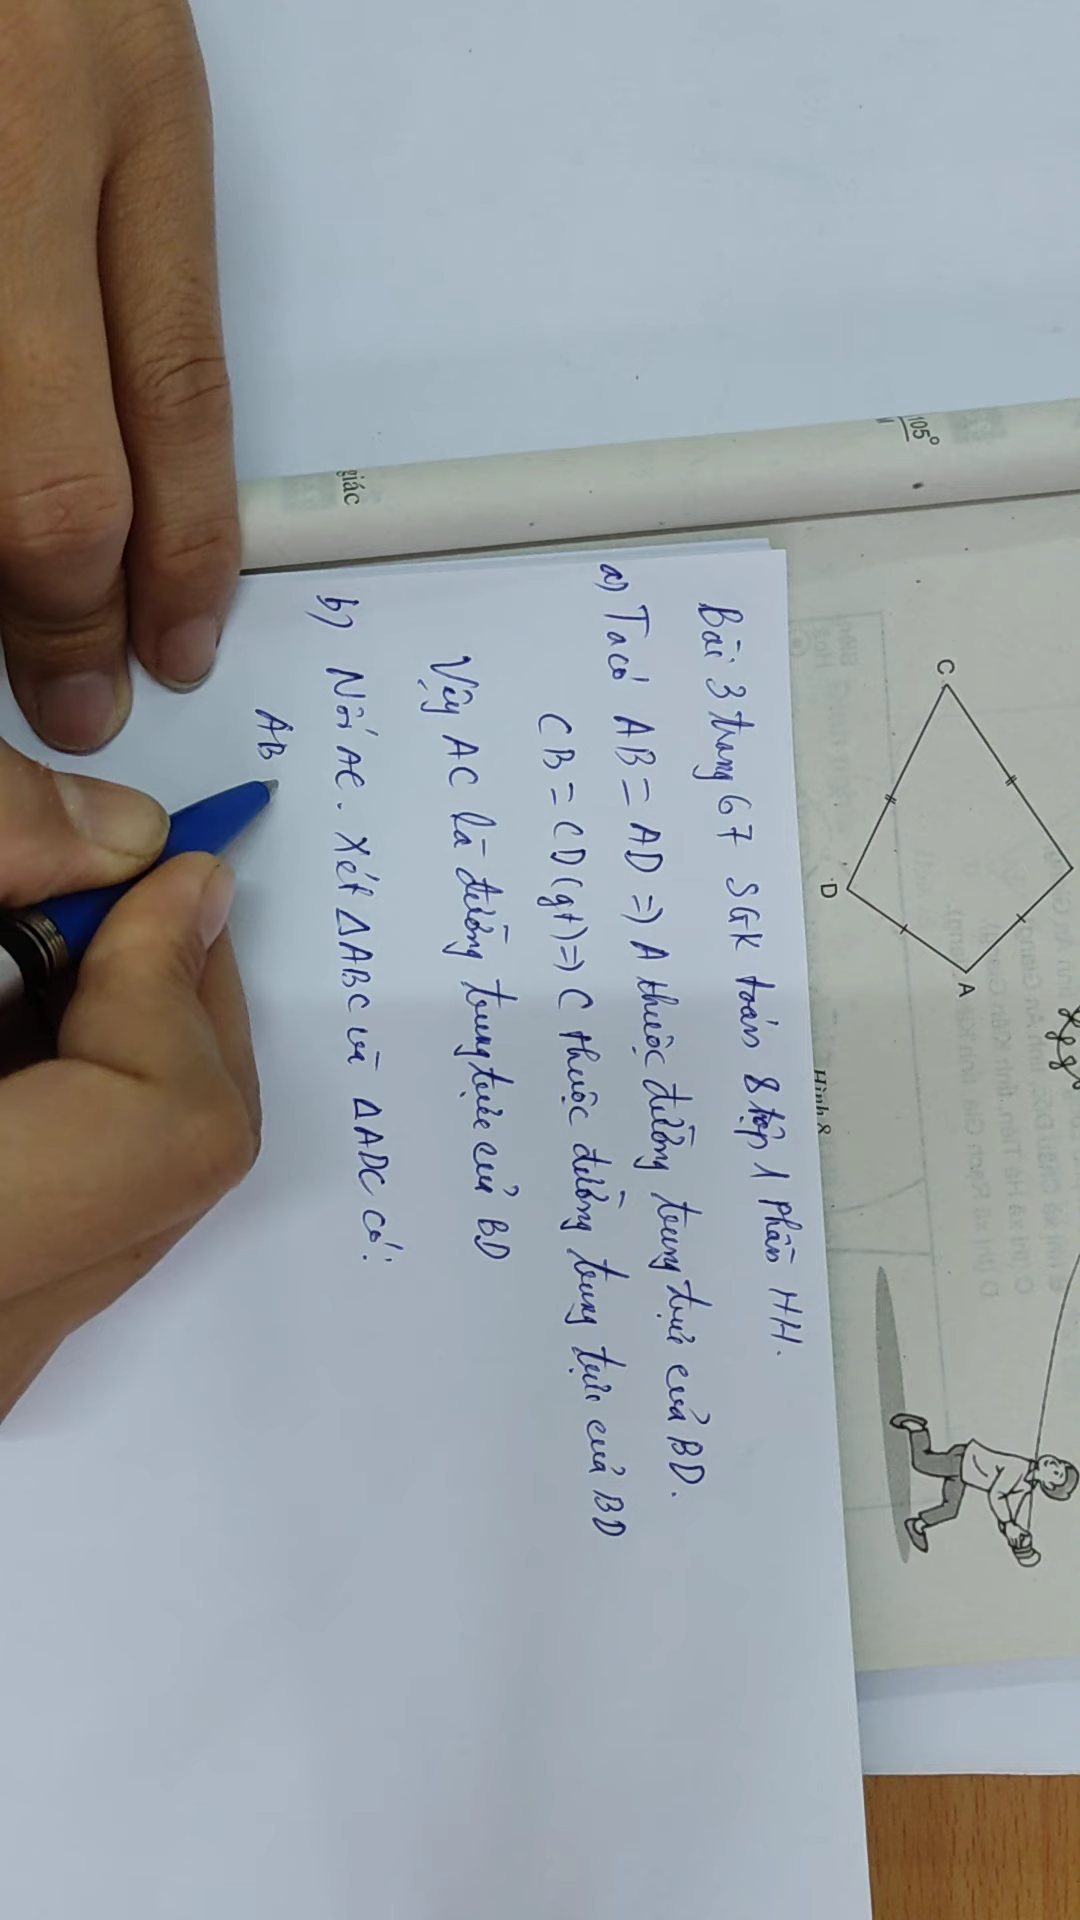 105°
giác
C
D
A
Hình 8
Bài 3 trang 67 SGK toán 8 tập 1 phần HH.
a) Ta có AB = AD => A thuộc đường trung trực của BD.
CB = CD (gt) => C thuộc đường trung trực của BD
Vậy AC là đường trung trực của BD
b) Nối AC. Xét ΔABC và ΔADC có:
AB